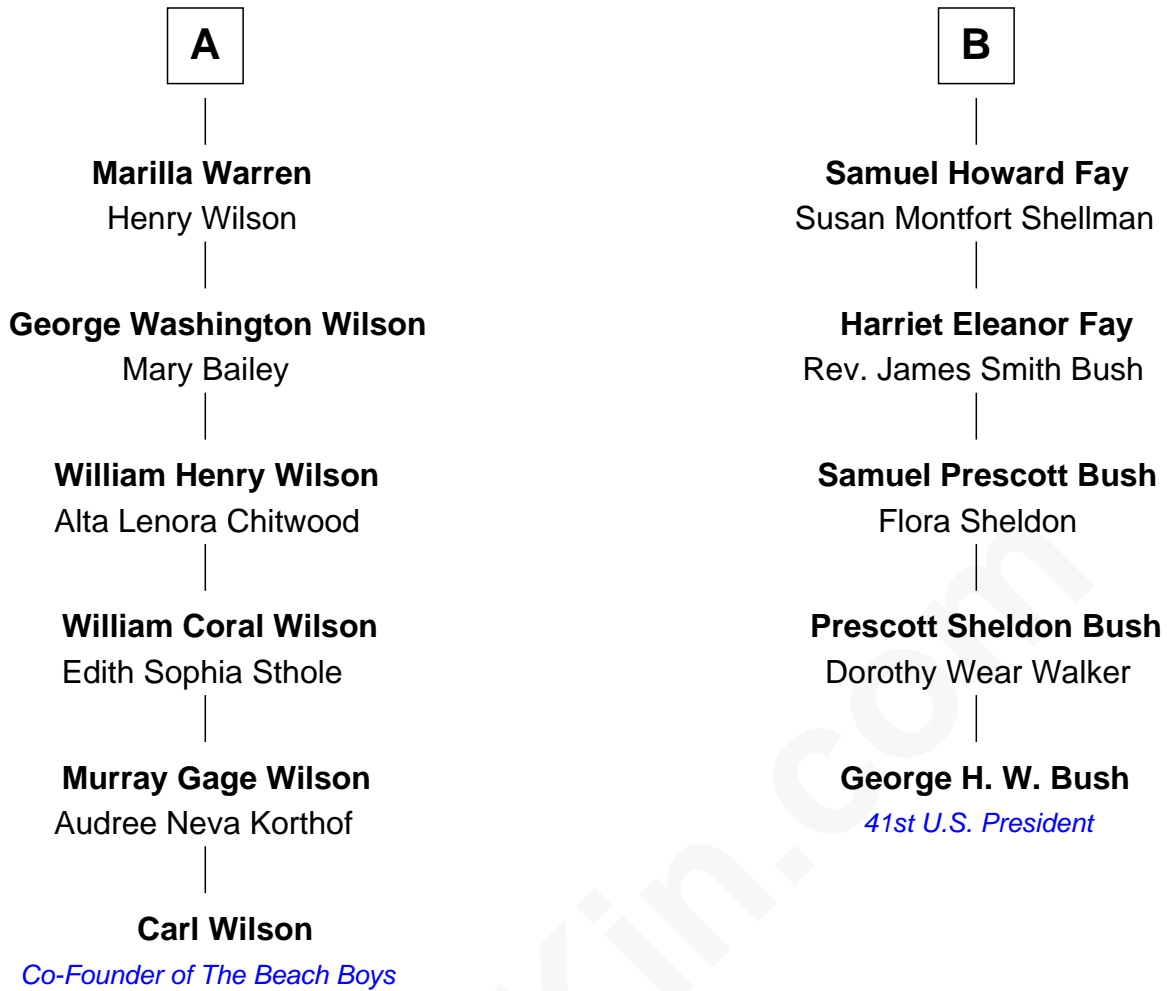 A
Marilla Warren
Henry Wilson
George Washington Wilson
Mary Bailey
William Henry Wilson
Alta Lenora Chitwood
William Coral Wilson
Edith Sophia Sthole
Murray Gage Wilson
Audree Neva Korthof
Carl Wilson
Co-Founder of The Beach Boys
B
Samuel Howard Fay
Susan Montfort Shellman
Harriet Eleanor Fay
Rev. James Smith Bush
Samuel Prescott Bush
Flora Sheldon
Prescott Sheldon Bush
Dorothy Wear Walker
George H. W. Bush
41st U.S. President
Kin.com